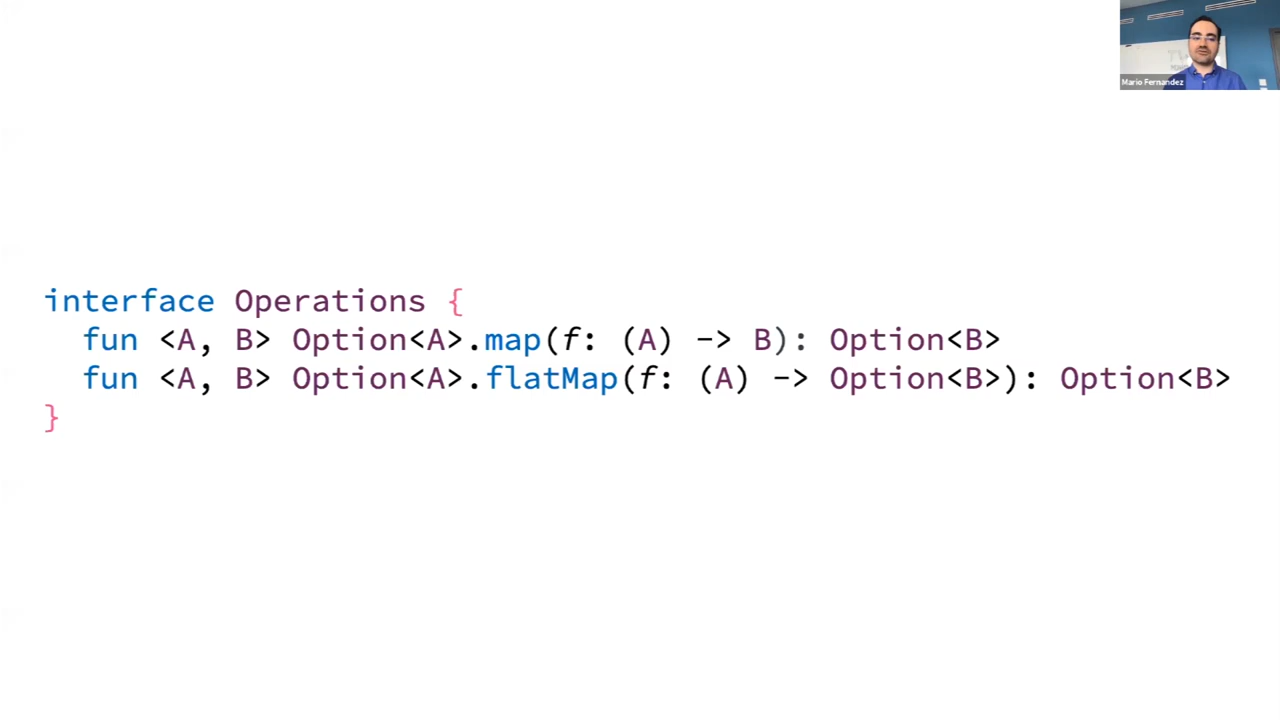 Mario Fernandez
interface Operations {
fun <A, B> Option<A>.map(f: (A) -> B): Option<B>
fun <A, B> Option<A>.flatMap(f: (A) -> Option<B>): Option<B>
}